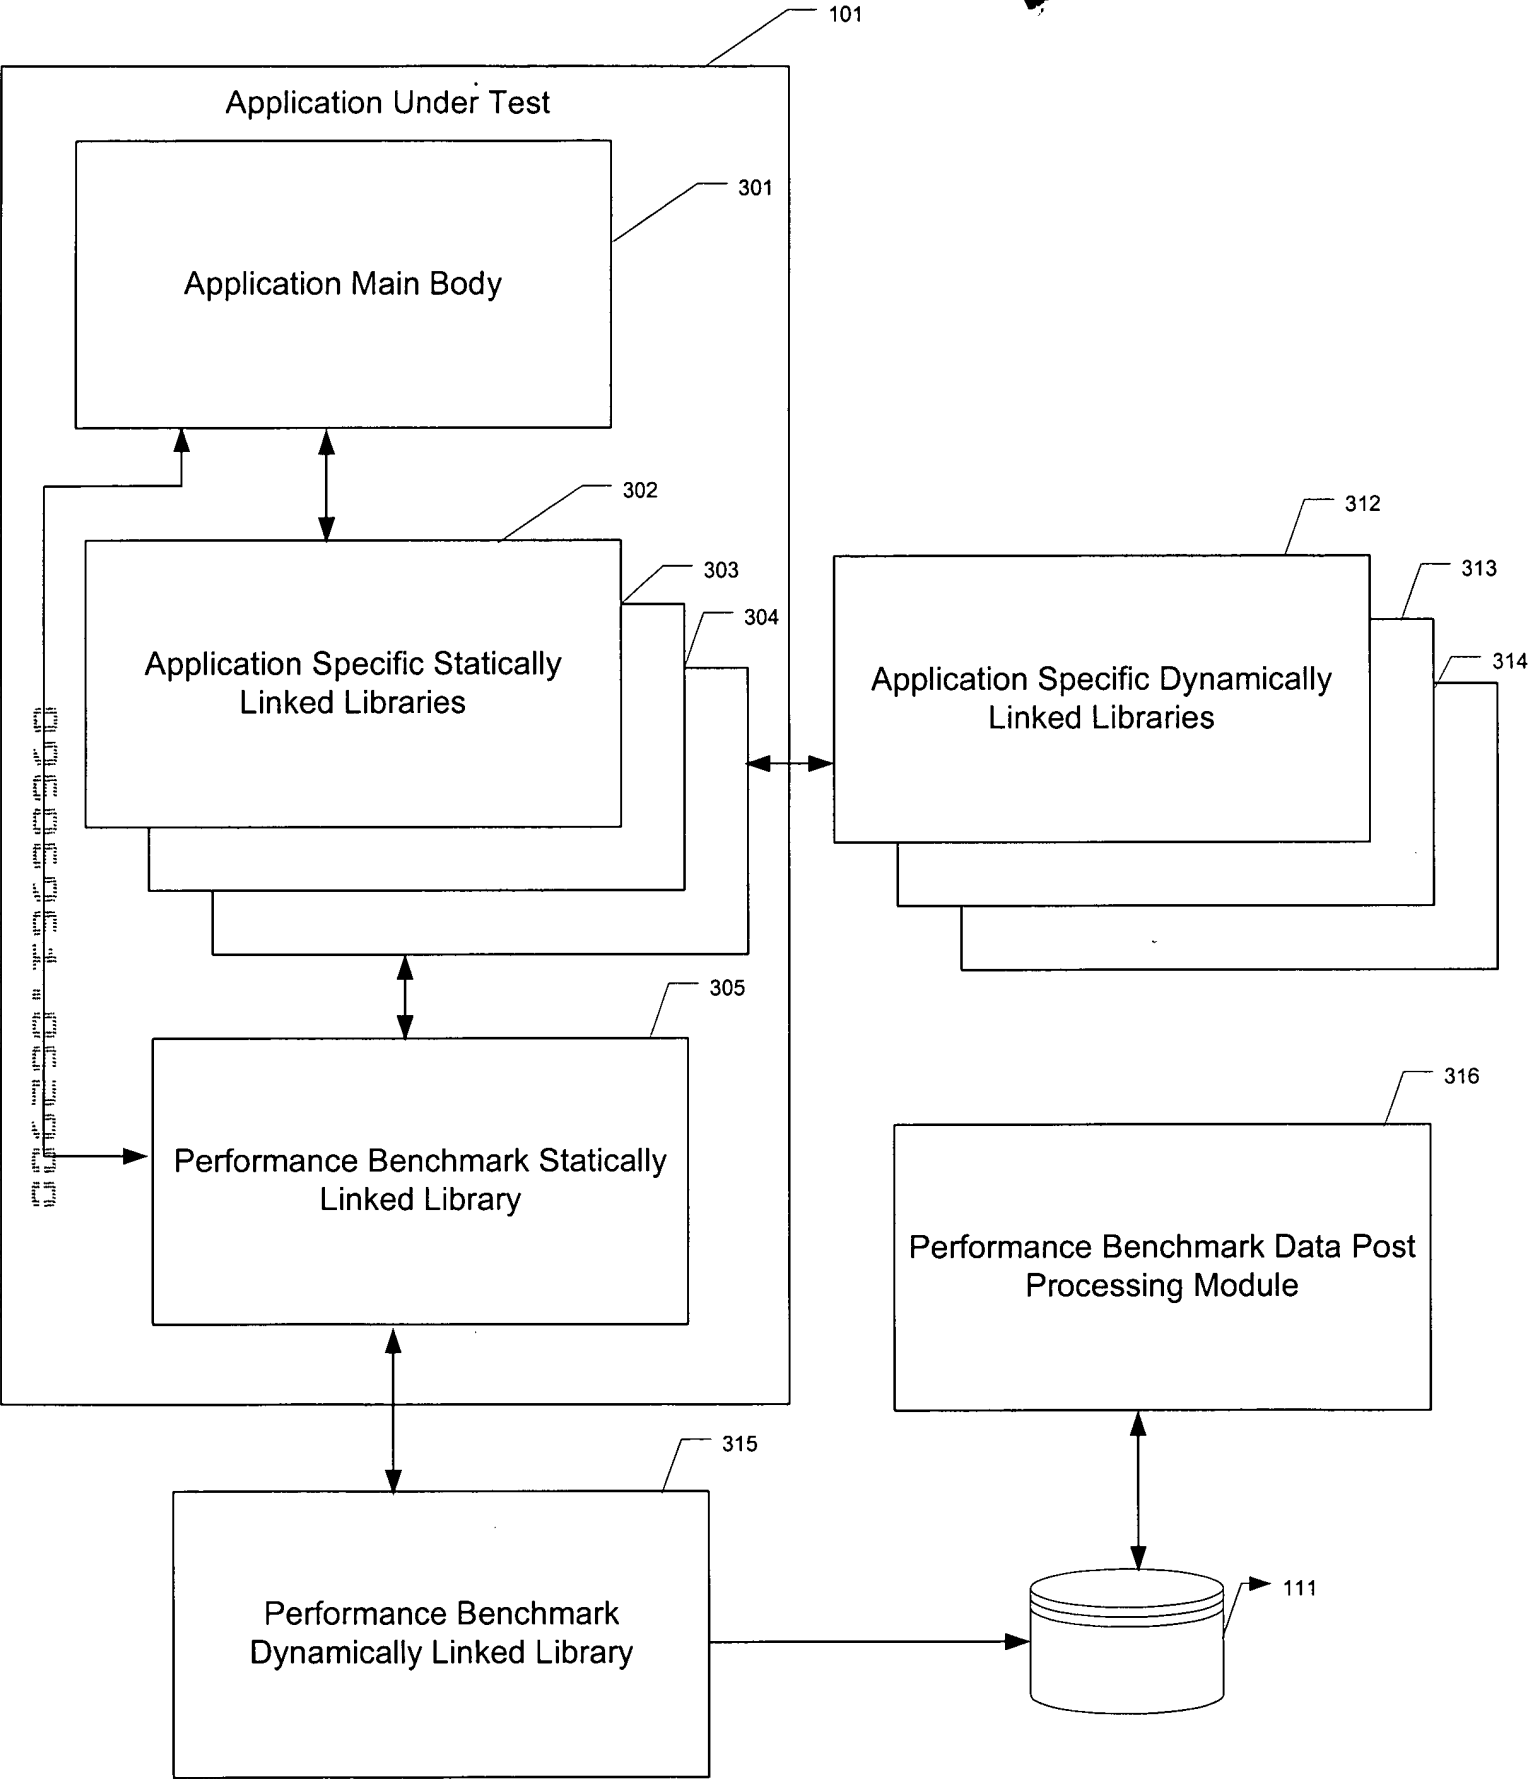 101
Application Under Test
301
Application Main Body
302
303
304
Application Specific Statically
Linked Libraries
312
313
314
Application Specific Dynamically
Linked Libraries
305
Performance Benchmark Statically
Linked Library
316
Performance Benchmark Data Post
Processing Module
315
Performance Benchmark
Dynamically Linked Library
111